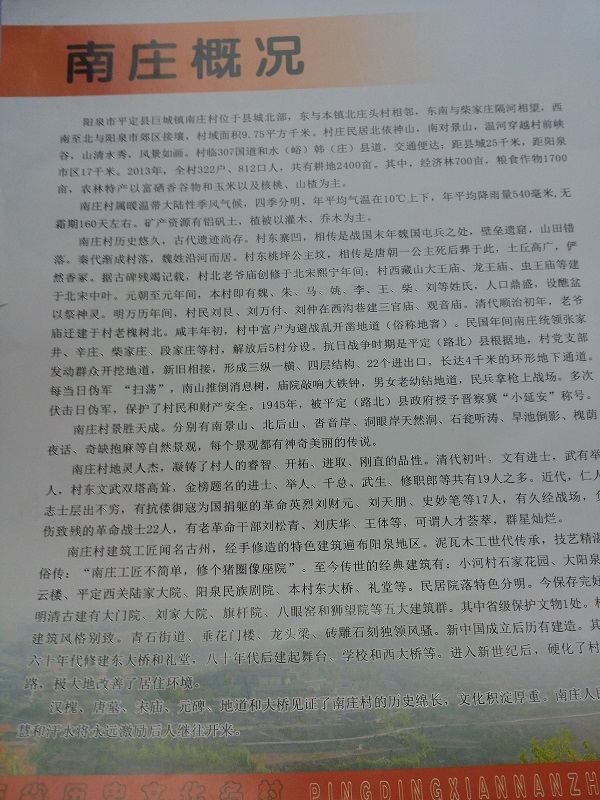 南庄概况
阳泉市平定县巨城镇南庄村位于县城北部，东与本镇北庄头村相邻，东南与柴家庄隔河相望，西
南至北与阳泉市郊区接壤，村域面积9.75平方千米。村庄民居北依神山，南对景山，温河穿越村前峡
谷，山清水秀，风景如画。村临307国道和水（峪）韩（庄）县道，交通便达；距县城25千米，距阳泉
市区17千米。2013年，全村322户、812口人，共有耕地2400亩。其中，经济林700亩，粮食作物1700
亩，农林特产以富硒香谷物和玉米以及核桃、山楂为主。
南庄村属暖温带大陆性季风气候，四季分明，年平均气温在10℃上下，年平均降雨量540毫米，无
霜期160天左右。矿产资源有铝矾土，植被以灌木、乔木为主。
南庄村历史悠久，古代遗迹尚存。村东寨凹，相传是战国末年魏国屯兵之处，壁垒遗窟，山田错
落。秦代渐成村落，魏姓沿河而居。村东桃坪公主坟，相传是唐朝一公主死后葬于此，土丘高广，俨
然香冢。据古碑残竭记载，村北老爷庙创修于北宋熙宁年间；村西藏山大王庙、龙王庙、虫王庙等建
于北宋中叶。元朝至元年间，本村即有魏、朱、马、姚、李、王、柴、刘等姓氏，人口鼎盛，设醮盆
以祭神灵。明万历年间，村民刘艮、刘万付、刘仲在西沟巷建三官庙、观音庙。清代顺治初年，老爷
庙迁建于村老槐树北。咸丰年初，村中富户为避战乱开凿地道（俗称地窨）。民国年间南庄统领张家
井、辛庄、柴家庄、段家庄等村，解放后5村分设。抗日战争时期是平定（路北）县根据地，村党支部
发动群众开挖地道，新旧相接，形成三纵一横、四层结构、22个进出口，长达4千米的环形地下通道。
每当日伪军 “扫荡”，南山推倒消息树，庙院敲响大铁钟，男女老幼钻地道，民兵拿枪上战场。多次
伏击日伪军，保护了村民和财产安全。1945年，被平定（路北）县政府授予晋察冀“小延安”称号。
南庄村景胜天成。分别有南景山、北后山、沓音岸、洞眼岸天然洞、石瓮听涛、旱池倒影、槐荫
夜话、奇缺抱麻等自然景观，每个景观都有神奇美丽的传说。
南庄村地灵人杰，凝铸了村人的睿智、开拓、进取、刚直的品性。清代初叶，文有进士，武有举
人，村东文武双塔高耸，金榜题名的进士、举人、千总、武生、修职郎等共有19人之多。近代，仁人
志士层出不穷，有抗倭御寇为国捐躯的革命英烈刘财元、刘天朋、史妙笔等17人，有久经战场，负
伤致残的革命战士22人，有老革命干部刘松青、刘庆华、王体等，可谓人才荟萃，群星灿烂。
南庄村建筑工匠闻名古州，经手修造的特色建筑遍布阳泉地区。泥瓦木工世代传承，技艺精湛
俗传：“南庄工匠不简单，修个猪圈像座院”。至今传世的经典建筑有：小河村石家花园、大阳泉
云楼、平定西关陆家大院、阳泉民族剧院、本村东大桥、礼堂等。民居院落特色分明。今保存完好
明清古建有大门院、刘家大院、旗杆院、八眼窑和狮望院等五大建筑群。其中省级保护文物1处。村
建筑风格别致。青石街道、垂花门楼、龙头梁、砖雕石刻独领风骚。新中国成立后历有建造。其
六十年代修建东大桥和礼堂，八十年代后建起舞台、学校和西大桥等。进入新世纪后，硬化了村
路，极大地改善了居住环境。
汉槐、唐墓、宋庙、元碑、地道和大桥见证了南庄村的历史绵长，文化积淀厚重。南庄人民
慧和汗水将永远激励后人继往开来。
省历史文化名村 PINGDINGXIANNANZH